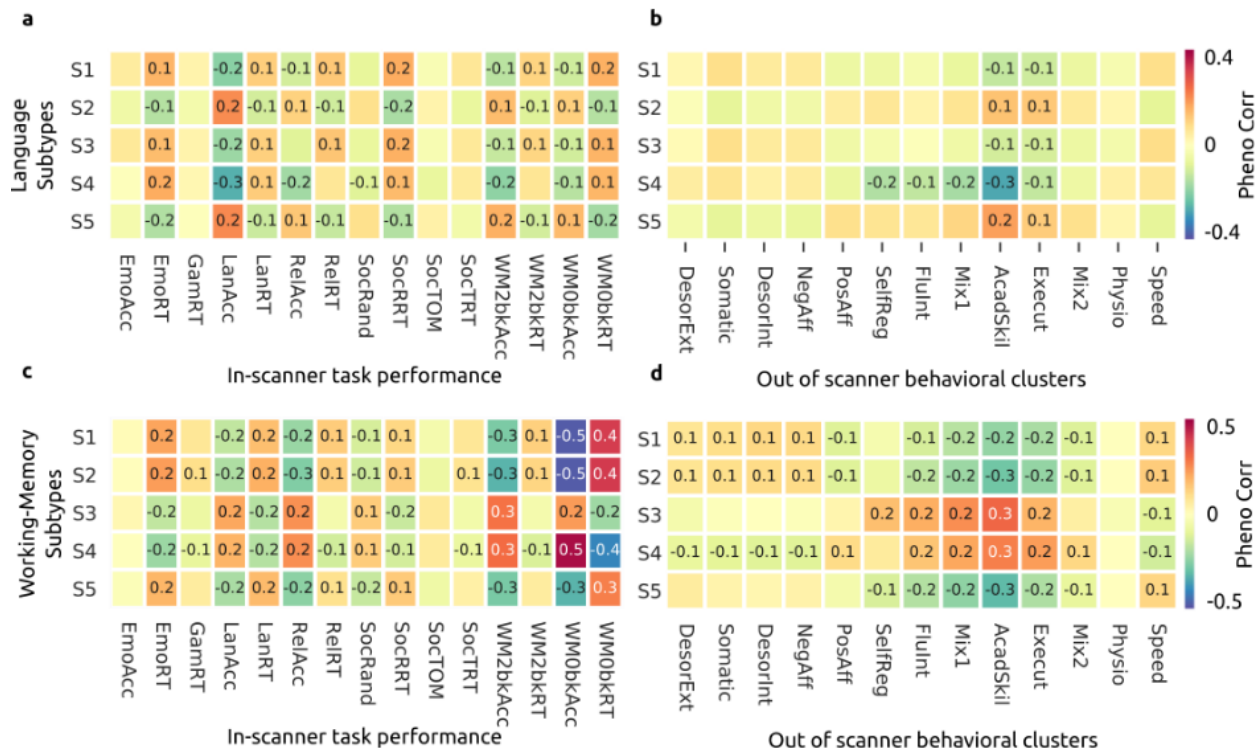 a
b
S1 0.1 -0.2 0.1 -0.1 0.1 0.2 -0.1 0.1 -0.1 0.2
S2 -0.1 0.2 -0.1 0.1 -0.1 -0.2 0.1 -0.1 0.1 -0.1
S3 0.1 -0.2 0.1 0.1 0.2 -0.1 0.1 -0.1 0.1
S4 0.2 -0.3 0.1 -0.2 -0.1 0.1 -0.2 -0.1 0.1
S5 -0.2 0.2 -0.1 0.1 -0.1 -0.1 0.2 -0.1 0.1 -0.2
Language
Subtypes
EmoAcc EmoRT GamRT LanAcc LanRT RelAcc RelRT SocRand SocRRT SocTOM SocTRT WM2bkAcc WM2bkRT WM0bkAcc WM0bkRT
In-scanner task performance
S1 -0.1 -0.1
S2 0.1 0.1
S3 -0.1 -0.1
S4 -0.2 -0.1 -0.2 -0.3 -0.1
S5 0.2 0.1
DesorExt Somatic DesorInt NegAff PosAff SelfReg FluInt Mix1 AcadSkil Execut Mix2 Physio Speed
Out of scanner behavioral clusters
0.4
0
-0.4
Pheno Corr
c
d
S1 0.2 -0.2 0.2 -0.2 0.1 -0.1 0.1 -0.3 0.1 -0.5 0.4
S2 0.2 0.1 -0.2 0.2 -0.3 0.1 -0.1 0.1 0.1 -0.3 0.1 -0.5 0.4
S3 -0.2 0.2 -0.2 0.2 0.1 -0.2 0.3 0.2 -0.2
S4 -0.2 -0.1 0.2 -0.2 0.2 -0.1 0.1 -0.1 -0.1 0.3 -0.1 0.5 -0.4
S5 0.2 -0.2 0.2 -0.2 0.1 -0.2 0.1 -0.3 -0.3 0.3
Working-Memory
Subtypes
EmoAcc EmoRT GamRT LanAcc LanRT RelAcc RelRT SocRand SocRRT SocTOM SocTRT WM2bkAcc WM2bkRT WM0bkAcc WM0bkRT
In-scanner task performance
S1 0.1 0.1 0.1 0.1 -0.1 -0.1 -0.2 -0.2 -0.2 -0.1 0.1
S2 0.1 0.1 0.1 0.1 -0.1 -0.1 -0.2 -0.3 -0.2 -0.1 0.1
S3 0.2 0.2 0.2 0.3 0.2 -0.1
S4 -0.1 -0.1 -0.1 -0.1 0.1 0.2 0.2 0.3 0.2 0.1 -0.1
S5 -0.1 -0.2 -0.2 -0.3 -0.2 -0.1 0.1
DesorExt Somatic DesorInt NegAff PosAff SelfReg FluInt Mix1 AcadSkil Execut Mix2 Physio Speed
Out of scanner behavioral clusters
0.5
0
-0.5
Pheno Corr